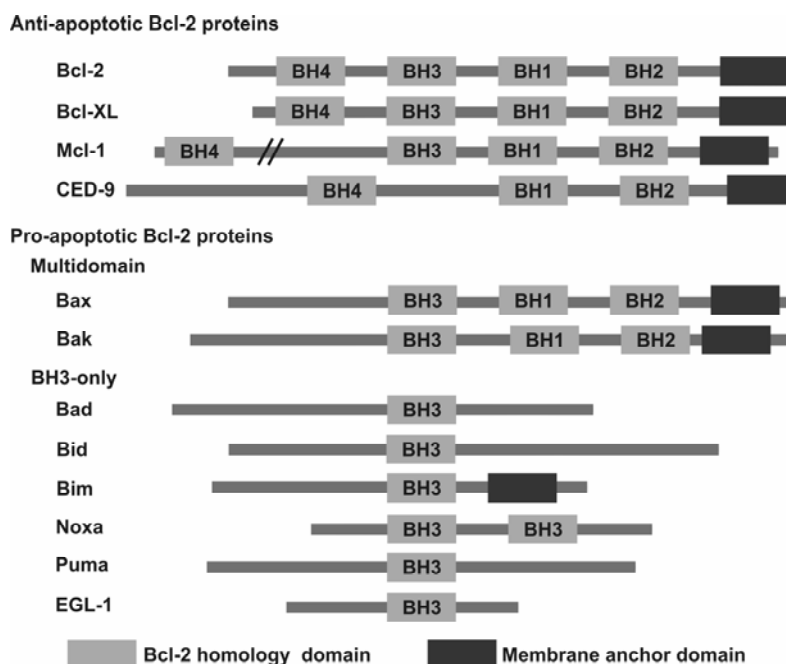 Anti-apoptotic Bcl-2 proteins
Bcl-2 BH4 BH3 BH1 BH2
Bcl-XL BH4 BH3 BH1 BH2
Mcl-1 BH4 // BH3 BH1 BH2
CED-9 BH4 BH1 BH2
Pro-apoptotic Bcl-2 proteins
Multidomain
Bax BH3 BH1 BH2
Bak BH3 BH1 BH2
BH3-only
Bad BH3
Bid BH3
Bim BH3
Noxa BH3 BH3
Puma BH3
EGL-1 BH3
Bcl-2 homology domain Membrane anchor domain